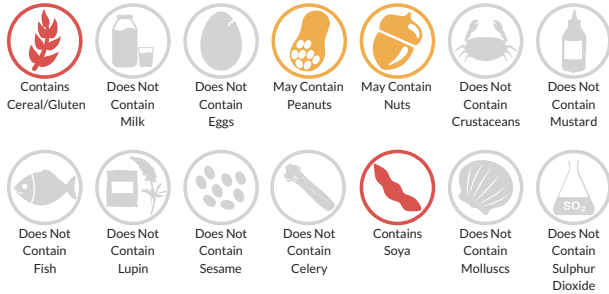 Contains
Cereal/Gluten
Does Not
Contain
Milk
Does Not
Contain
Eggs
May Contain
Peanuts
May Contain
Nuts
Does Not
Contain
Crustaceans
Does Not
Contain
Mustard
Does Not
Contain
Fish
Does Not
Contain
Lupin
Does Not
Contain
Sesame
Does Not
Contain
Celery
Contains
Soya
Does Not
Contain
Molluscs
SO₂
Does Not
Contain
Sulphur
Dioxide